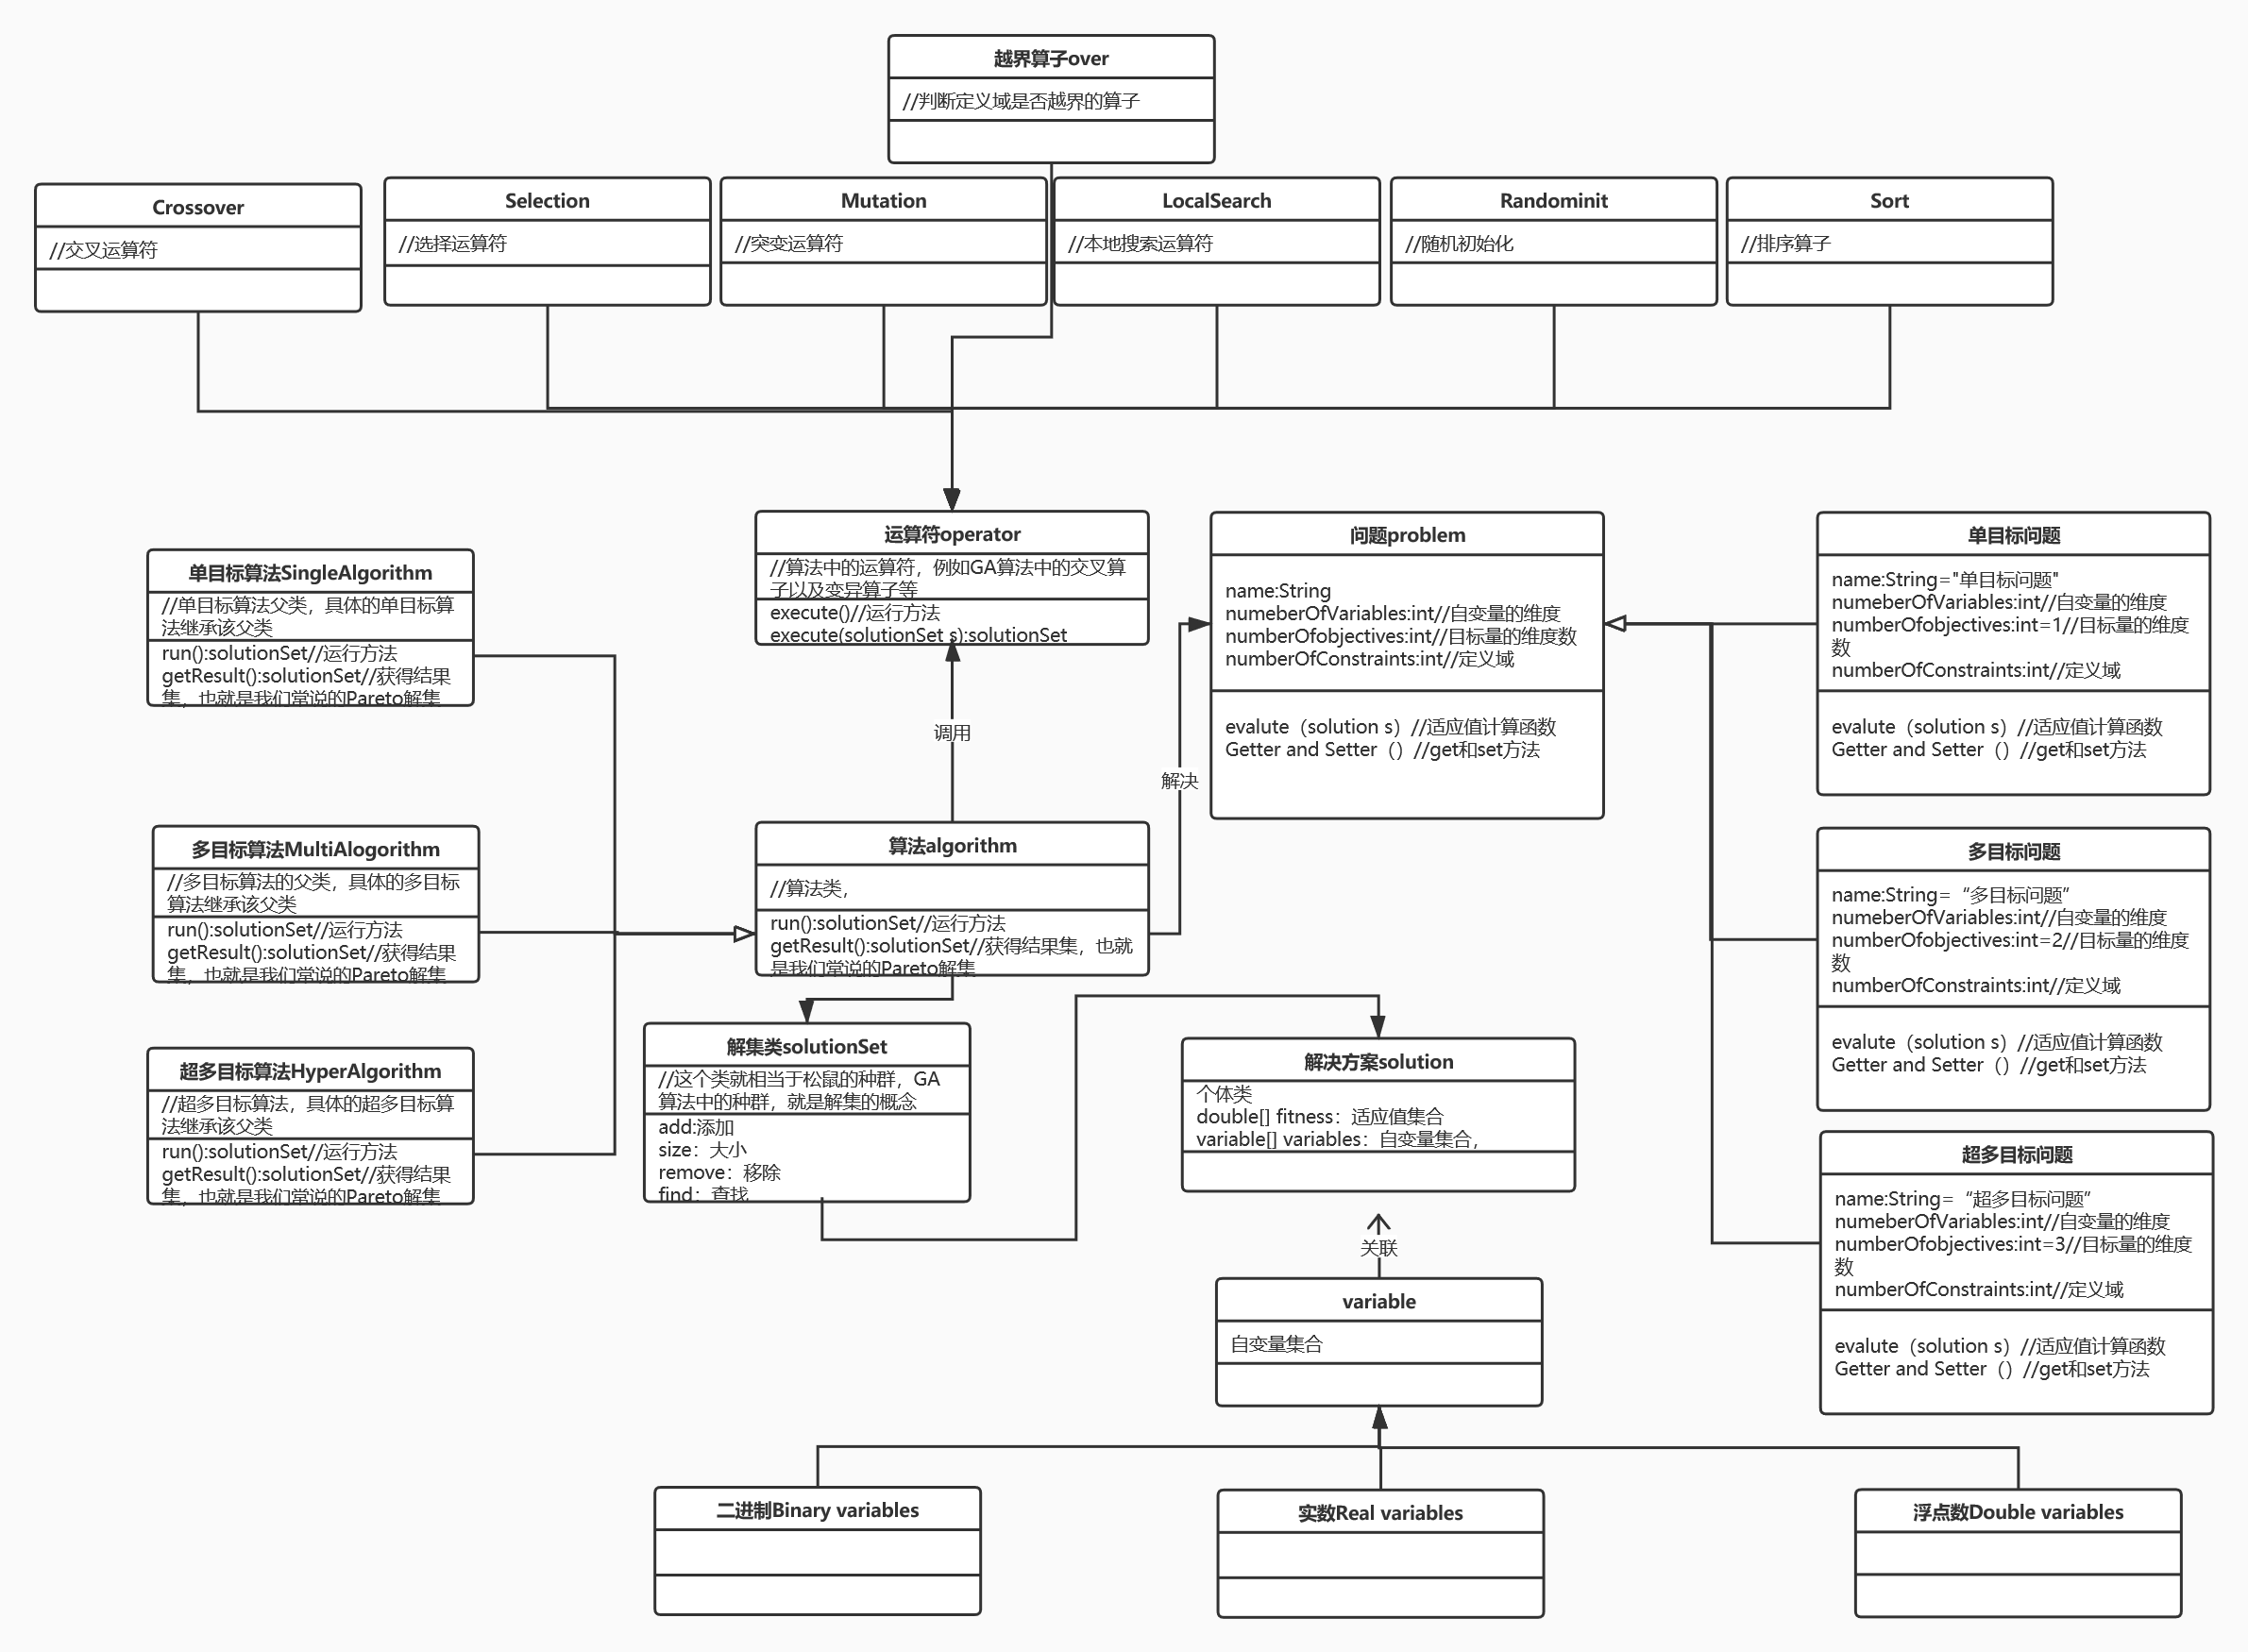 越界算子over
//判断定义域是否越界的算子
Crossover
//交叉运算符
Selection
//选择运算符
Mutation
//突变运算符
LocalSearch
//本地搜索运算符
Randominit
//随机初始化
Sort
//排序算子
运算符operator
//算法中的运算符，例如GA算法中的交叉算
子以及变异算子等
execute()//运行方法
execute(solutionSet s):solutionSet
问题problem
name:String
numeberOfVariables:int//自变量的维度
numberOfobjectives:int//目标量的维度数
numberOfConstraints:int//定义域
evalute（solution s）//适应值计算函数
Getter and Setter（）//get和set方法
单目标问题
name:String="单目标问题"
numeberOfVariables:int//自变量的维度
numberOfobjectives:int=1//目标量的维度
数
numberOfConstraints:int//定义域
evalute（solution s）//适应值计算函数
Getter and Setter（）//get和set方法
单目标算法SingleAlgorithm
//单目标算法父类，具体的单目标算
法继承该父类
run():solutionSet//运行方法
getResult():solutionSet//获得结果
集，也就是我们常说的Pareto解集
调用
解决
多目标算法MultiAlogorithm
//多目标算法的父类，具体的多目标
算法继承该父类
run():solutionSet//运行方法
getResult():solutionSet//获得结果
集，也就是我们常说的Pareto解集
算法algorithm
//算法类，
run():solutionSet//运行方法
getResult():solutionSet//获得结果集，也就
是我们常说的Pareto解集
多目标问题
name:String=“多目标问题”
numeberOfVariables:int//自变量的维度
numberOfobjectives:int=2//目标量的维度
数
numberOfConstraints:int//定义域
evalute（solution s）//适应值计算函数
Getter and Setter（）//get和set方法
超多目标算法HyperAlgorithm
//超多目标算法，具体的超多目标算
法继承该父类
run():solutionSet//运行方法
getResult():solutionSet//获得结果
集，也就是我们常说的Pareto解集
解集类solutionSet
//这个类就相当于松鼠的种群，GA
算法中的种群，就是解集的概念
add:添加
size：大小
remove：移除
find：查找
解决方案solution
个体类
double[] fitness：适应值集合
variable[] variables：自变量集合，
超多目标问题
name:String=“超多目标问题”
numeberOfVariables:int//自变量的维度
numberOfobjectives:int=3//目标量的维度
数
numberOfConstraints:int//定义域
evalute（solution s）//适应值计算函数
Getter and Setter（）//get和set方法
关联
variable
自变量集合
二进制Binary variables
实数Real variables
浮点数Double variables